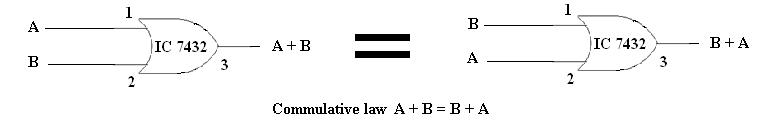 1
A
IC 7432
A + B
B
3
2
1
B
IC 7432
B + A
A
3
2
Commulative law A + B = B + A